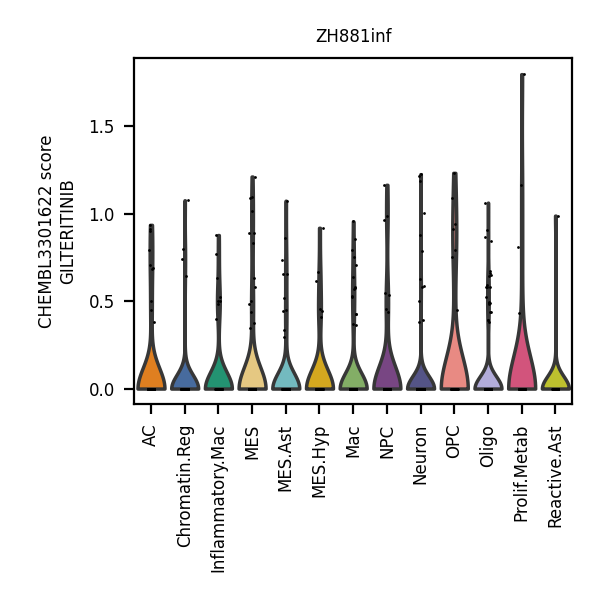 ZH881inf
CHEMBL3301622 score
GILTERITINIB
1.5
1.0
0.5
0.0
AC
Chromatin.Reg
Inflammatory.Mac
MES
MES.Ast
MES.Hyp
Mac
NPC
Neuron
OPC
Oligo
Prolif.Metab
Reactive.Ast